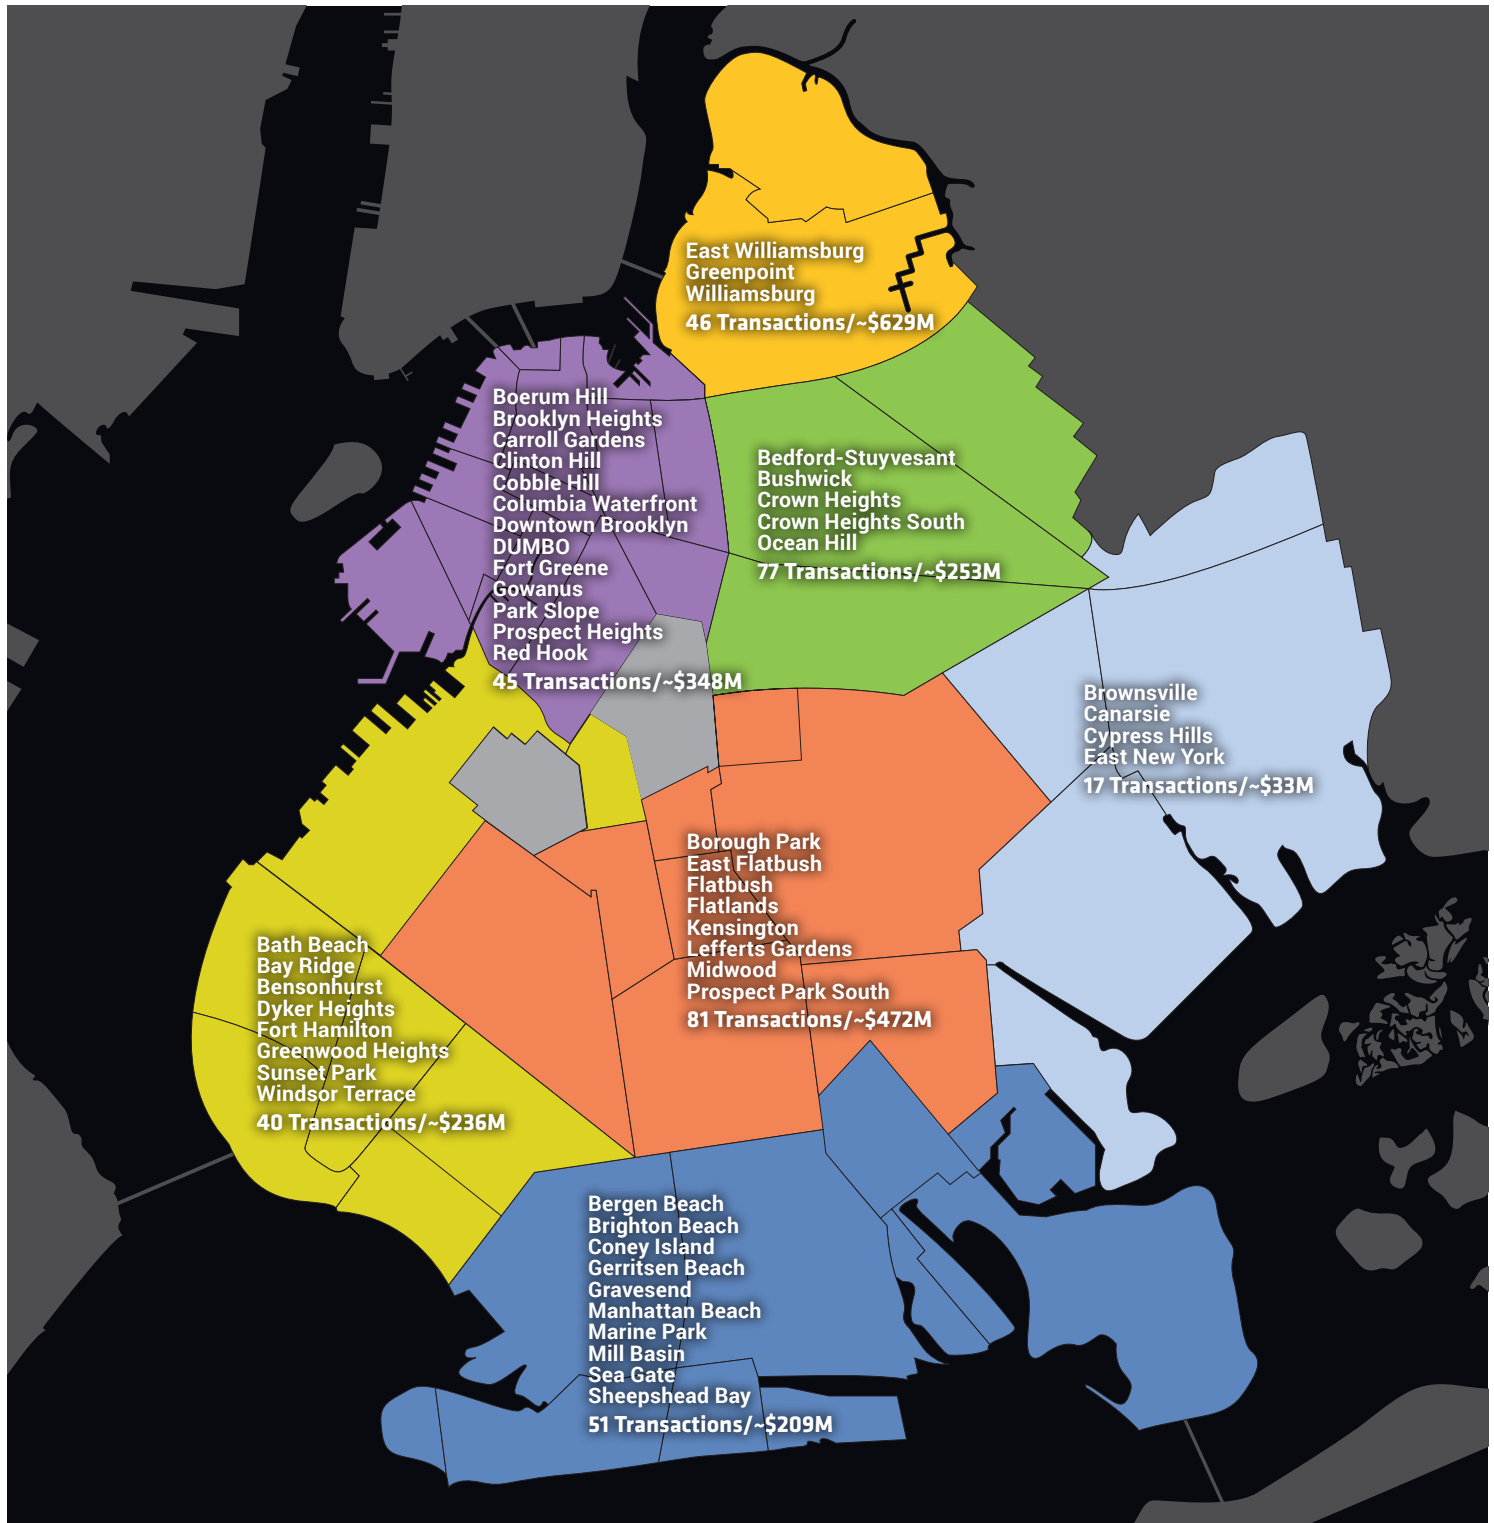 East Williamsburg
Greenpoint
Williamsburg
46 Transactions/~$629M
Boerum Hill
Brooklyn Heights
Carroll Gardens
Clinton Hill
Cobble Hill
Columbia Waterfront
Downtown Brooklyn
DUMBO
Fort Greene
Gowanus
Park Slope
Prospect Heights
Red Hook
45 Transactions/~$348M
Bedford-Stuyvesant
Bushwick
Crown Heights
Crown Heights South
Ocean Hill
77 Transactions/~$253M
Brownsville
Canarsie
Cypress Hills
East New York
17 Transactions/~$33M
Borough Park
East Flatbush
Flatbush
Flatlands
Kensington
Lefferts Gardens
Midwood
Prospect Park South
81 Transactions/~$472M
Bath Beach
Bay Ridge
Bensonhurst
Dyker Heights
Fort Hamilton
Greenwood Heights
Sunset Park
Windsor Terrace
40 Transactions/~$236M
Bergen Beach
Brighton Beach
Coney Island
Gerritsen Beach
Gravesend
Manhattan Beach
Marine Park
Mill Basin
Sea Gate
Sheepshead Bay
51 Transactions/~$209M